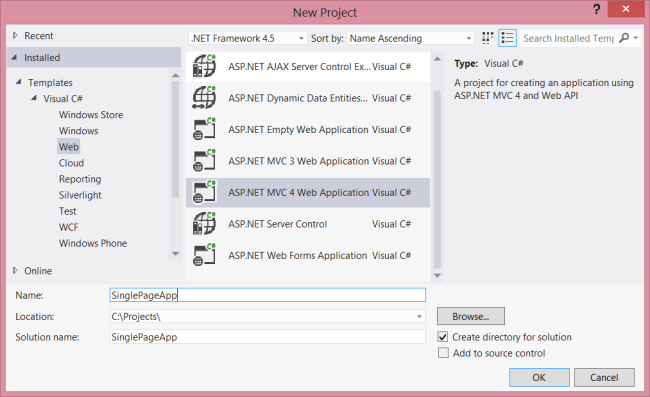 New Project
? ×
Recent
Installed
Templates
Visual C#
Windows Store
Windows
Web
Cloud
Reporting
Silverlight
Test
WCF
Windows Phone
Online
.NET Framework 4.5 Sort by: Name Ascending Search Installed Temp
C# ASP.NET AJAX Server Control Ex... Visual C#
C# ASP.NET Dynamic Data Entities... Visual C#
C# ASP.NET Empty Web Application Visual C#
C# ASP.NET MVC 3 Web Application Visual C#
C# ASP.NET MVC 4 Web Application Visual C#
C# ASP.NET Server Control Visual C#
C# ASP.NET Web Forms Application Visual C#
Type: Visual C#
A project for creating an application using
ASP.NET MVC 4 and Web API
Name: SinglePageApp
Location: C:\Projects\ Browse...
Solution name: SinglePageApp
Create directory for solution
Add to source control
OK Cancel